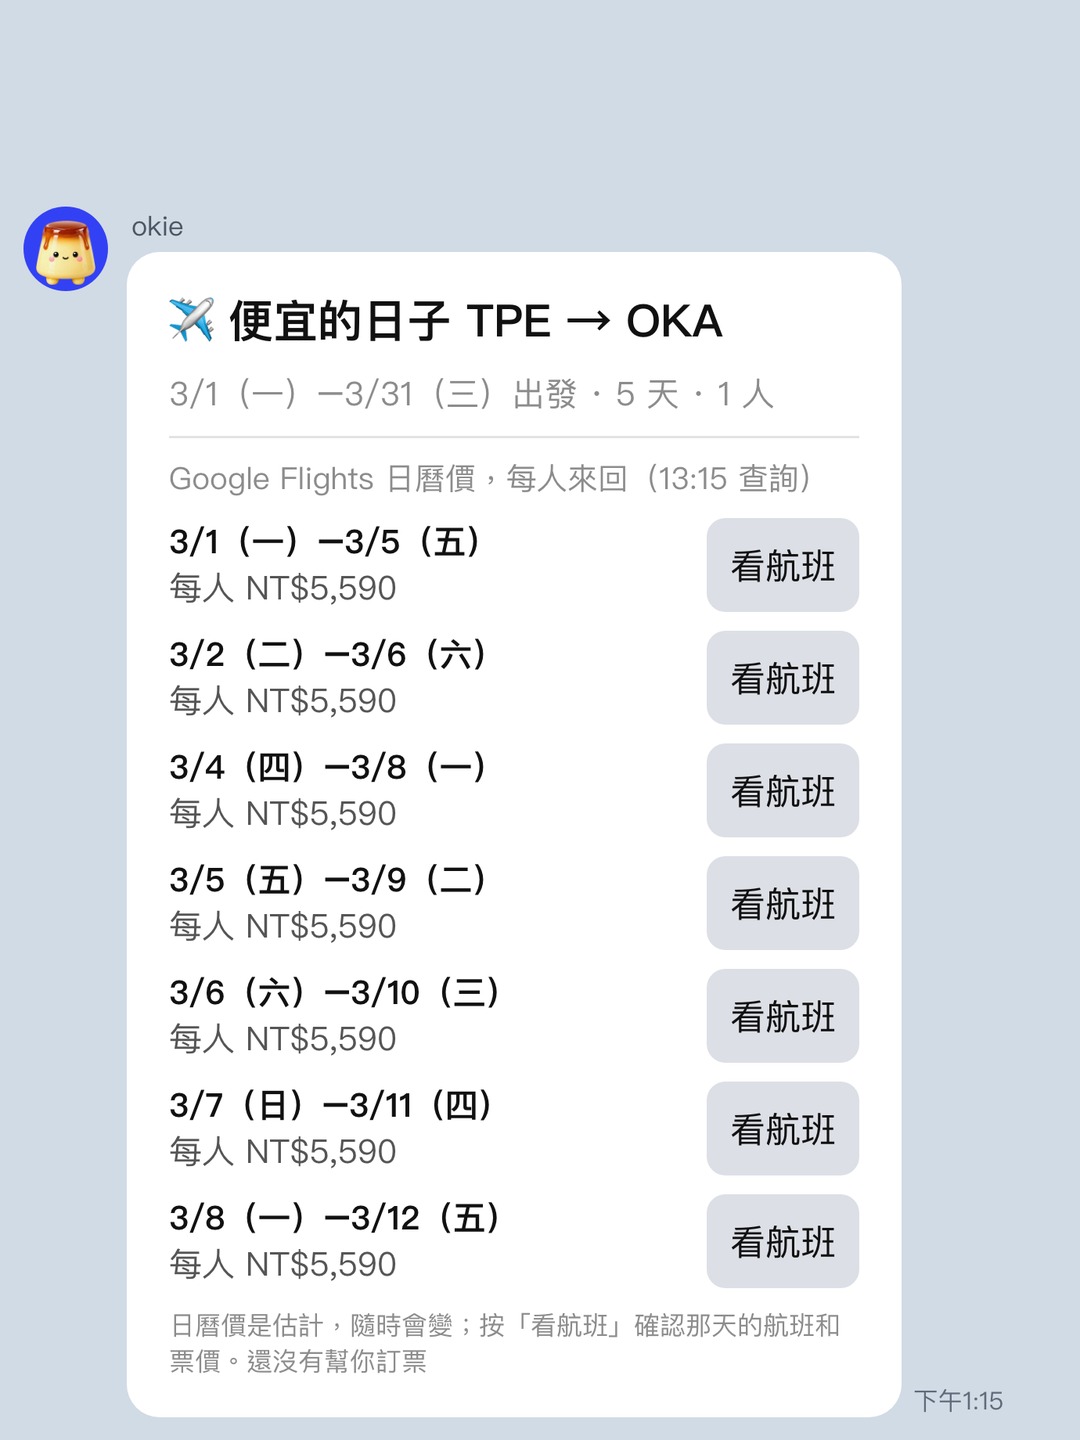 okie
✈️ 便宜的日子 TPE → OKA
3/1（一）–3/31（三）出發・5 天・1 人
Google Flights 日曆價，每人來回（13:15 查詢）
3/1（一）–3/5（五）
每人 NT$5,590
看航班
3/2（二）–3/6（六）
每人 NT$5,590
看航班
3/4（四）–3/8（一）
每人 NT$5,590
看航班
3/5（五）–3/9（二）
每人 NT$5,590
看航班
3/6（六）–3/10（三）
每人 NT$5,590
看航班
3/7（日）–3/11（四）
每人 NT$5,590
看航班
3/8（一）–3/12（五）
每人 NT$5,590
看航班
日曆價是估計，隨時會變；按「看航班」確認那天的航班和
票價。還沒有幫你訂票
下午1:15